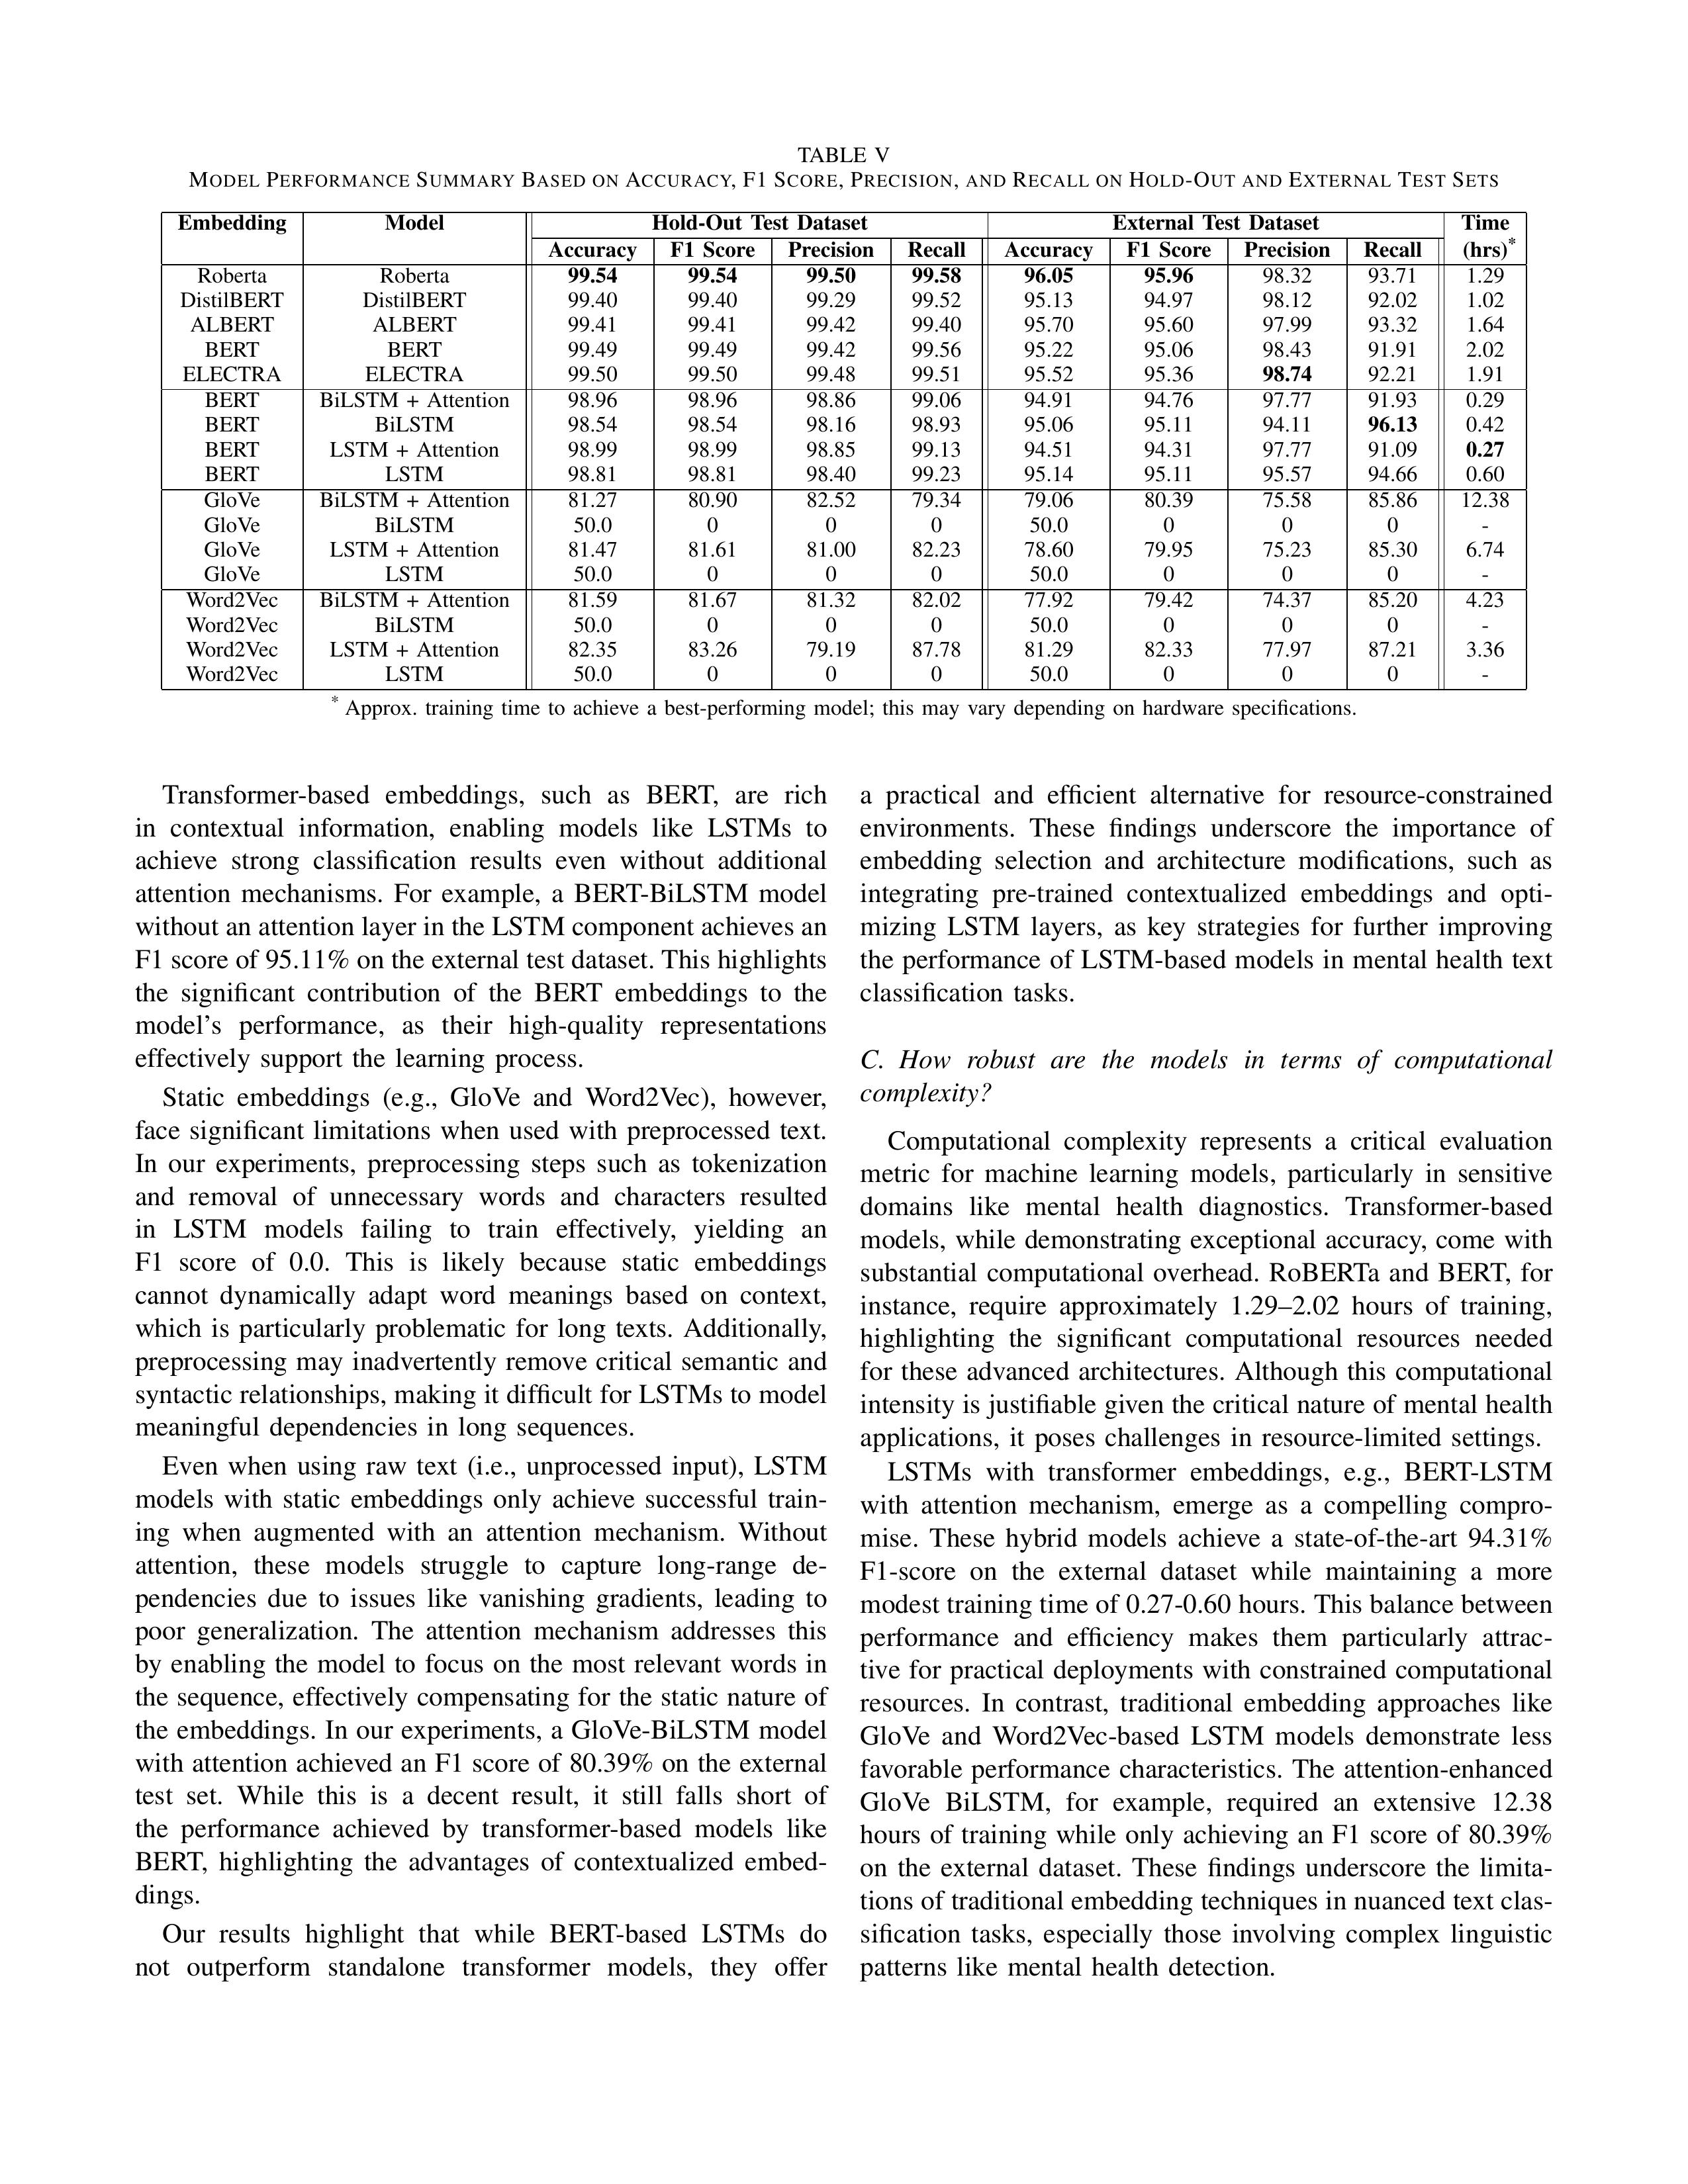 TABLE V
MODEL PERFORMANCE SUMMARY BASED ON ACCURACY, F1 SCORE, PRECISION, AND RECALL ON HOLD-OUT AND EXTERNAL TEST SETS
Embedding Model Hold-Out Test Dataset External Test Dataset Time
Accuracy F1 Score Precision Recall Accuracy F1 Score Precision Recall (hrs)*
Roberta Roberta 99.54 99.54 99.50 99.58 96.05 95.96 98.32 93.71 1.29
DistilBERT DistilBERT 99.40 99.40 99.29 99.52 95.13 94.97 98.12 92.02 1.02
ALBERT ALBERT 99.41 99.41 99.42 99.40 95.70 95.60 97.99 93.32 1.64
BERT BERT 99.49 99.49 99.42 99.56 95.22 95.06 98.43 91.91 2.02
ELECTRA ELECTRA 99.50 99.50 99.48 99.51 95.52 95.36 98.74 92.21 1.91
BERT BiLSTM + Attention 98.96 98.96 98.86 99.06 94.91 94.76 97.77 91.93 0.29
BERT BiLSTM 98.54 98.54 98.16 98.93 95.06 95.11 94.11 96.13 0.42
BERT LSTM + Attention 98.99 98.99 98.85 99.13 94.51 94.31 97.77 91.09 0.27
BERT LSTM 98.81 98.81 98.40 99.23 95.14 95.11 95.57 94.66 0.60
GloVe BiLSTM + Attention 81.27 80.90 82.52 79.34 79.06 80.39 75.58 85.86 12.38
GloVe BiLSTM 50.0 0 0 0 50.0 0 0 0 -
GloVe LSTM + Attention 81.47 81.61 81.00 82.23 78.60 79.95 75.23 85.30 6.74
GloVe LSTM 50.0 0 0 0 50.0 0 0 0 -
Word2Vec BiLSTM + Attention 81.59 81.67 81.32 82.02 77.92 79.42 74.37 85.20 4.23
Word2Vec BiLSTM 50.0 0 0 0 50.0 0 0 0 -
Word2Vec LSTM + Attention 82.35 83.26 79.19 87.78 81.29 82.33 77.97 87.21 3.36
Word2Vec LSTM 50.0 0 0 0 50.0 0 0 0 -
* Approx. training time to achieve a best-performing model; this may vary depending on hardware specifications.
Transformer-based embeddings, such as BERT, are rich
in contextual information, enabling models like LSTMs to
achieve strong classification results even without additional
attention mechanisms. For example, a BERT-BiLSTM model
without an attention layer in the LSTM component achieves an
F1 score of 95.11% on the external test dataset. This highlights
the significant contribution of the BERT embeddings to the
model's performance, as their high-quality representations
effectively support the learning process.
Static embeddings (e.g., GloVe and Word2Vec), however,
face significant limitations when used with preprocessed text.
In our experiments, preprocessing steps such as tokenization
and removal of unnecessary words and characters resulted
in LSTM models failing to train effectively, yielding an
F1 score of 0.0. This is likely because static embeddings
cannot dynamically adapt word meanings based on context,
which is particularly problematic for long texts. Additionally,
preprocessing may inadvertently remove critical semantic and
syntactic relationships, making it difficult for LSTMs to model
meaningful dependencies in long sequences.
Even when using raw text (i.e., unprocessed input), LSTM
models with static embeddings only achieve successful train-
ing when augmented with an attention mechanism. Without
attention, these models struggle to capture long-range de-
pendencies due to issues like vanishing gradients, leading to
poor generalization. The attention mechanism addresses this
by enabling the model to focus on the most relevant words in
the sequence, effectively compensating for the static nature of
the embeddings. In our experiments, a GloVe-BiLSTM model
with attention achieved an F1 score of 80.39% on the external
test set. While this is a decent result, it still falls short of
the performance achieved by transformer-based models like
BERT, highlighting the advantages of contextualized embed-
dings.
Our results highlight that while BERT-based LSTMs do
not outperform standalone transformer models, they offer
a practical and efficient alternative for resource-constrained
environments. These findings underscore the importance of
embedding selection and architecture modifications, such as
integrating pre-trained contextualized embeddings and opti-
mizing LSTM layers, as key strategies for further improving
the performance of LSTM-based models in mental health text
classification tasks.
C. How robust are the models in terms of computational
complexity?
Computational complexity represents a critical evaluation
metric for machine learning models, particularly in sensitive
domains like mental health diagnostics. Transformer-based
models, while demonstrating exceptional accuracy, come with
substantial computational overhead. RoBERTa and BERT, for
instance, require approximately 1.29–2.02 hours of training,
highlighting the significant computational resources needed
for these advanced architectures. Although this computational
intensity is justifiable given the critical nature of mental health
applications, it poses challenges in resource-limited settings.
LSTMs with transformer embeddings, e.g., BERT-LSTM
with attention mechanism, emerge as a compelling compro-
mise. These hybrid models achieve a state-of-the-art 94.31%
F1-score on the external dataset while maintaining a more
modest training time of 0.27-0.60 hours. This balance between
performance and efficiency makes them particularly attrac-
tive for practical deployments with constrained computational
resources. In contrast, traditional embedding approaches like
GloVe and Word2Vec-based LSTM models demonstrate less
favorable performance characteristics. The attention-enhanced
GloVe BiLSTM, for example, required an extensive 12.38
hours of training while only achieving an F1 score of 80.39%
on the external dataset. These findings underscore the limita-
tions of traditional embedding techniques in nuanced text clas-
sification tasks, especially those involving complex linguistic
patterns like mental health detection.